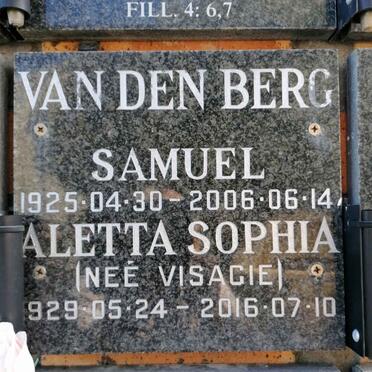 FILL. 4: 6,7
VAN DEN BERG
SAMUEL
1925·04·30 – 2006·06·14
ALETTA SOPHIA
(NEÉ VISAGIE)
929·05·24 – 2016·07·10